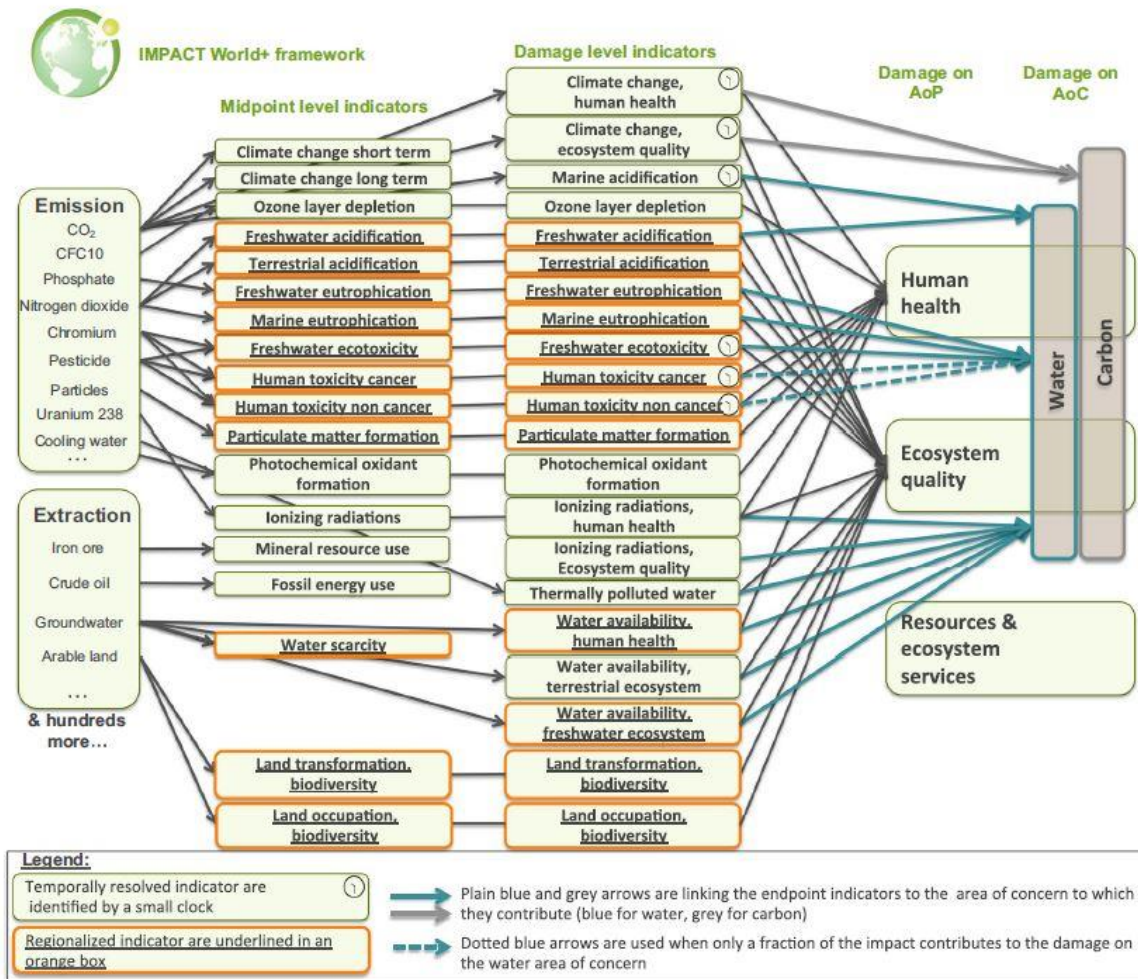 IMPACT World+ framework
Midpoint level indicators
Damage level indicators
Damage on
AoP
Damage on
AoC
Emission
CO₂
CFC10
Phosphate
Nitrogen dioxide
Chromium
Pesticide
Particles
Uranium 238
Cooling water
...
Extraction
Iron ore
Crude oil
Groundwater
Arable land
...
& hundreds
more...
Climate change short term
Climate change long term
Ozone layer depletion
Freshwater acidification
Terrestrial acidification
Freshwater eutrophication
Marine eutrophication
Freshwater ecotoxicity
Human toxicity cancer
Human toxicity non cancer
Particulate matter formation
Photochemical oxidant
formation
Ionizing radiations
Mineral resource use
Fossil energy use
Water scarcity
Land transformation,
biodiversity
Land occupation,
biodiversity
Climate change,
human health
Climate change,
ecosystem quality
Marine acidification
Ozone layer depletion
Freshwater acidification
Terrestrial acidification
Freshwater eutrophication
Marine eutrophication
Freshwater ecotoxicity
Human toxicity cancer
Human toxicity non cancer
Particulate matter formation
Photochemical oxidant
formation
Ionizing radiations,
human health
Ionizing radiations,
Ecosystem quality
Thermally polluted water
Water availability,
human health
Water availability,
terrestrial ecosystem
Water availability,
freshwater ecosystem
Land transformation,
biodiversity
Land occupation,
biodiversity
Human
health
Ecosystem
quality
Resources &
ecosystem
services
Water
Carbon
Legend:
Temporally resolved indicator are
identified by a small clock
Regionalized indicator are underlined in an
orange box
Plain blue and grey arrows are linking the endpoint indicators to the area of concern to which
they contribute (blue for water, grey for carbon)
Dotted blue arrows are used when only a fraction of the impact contributes to the damage on
the water area of concern